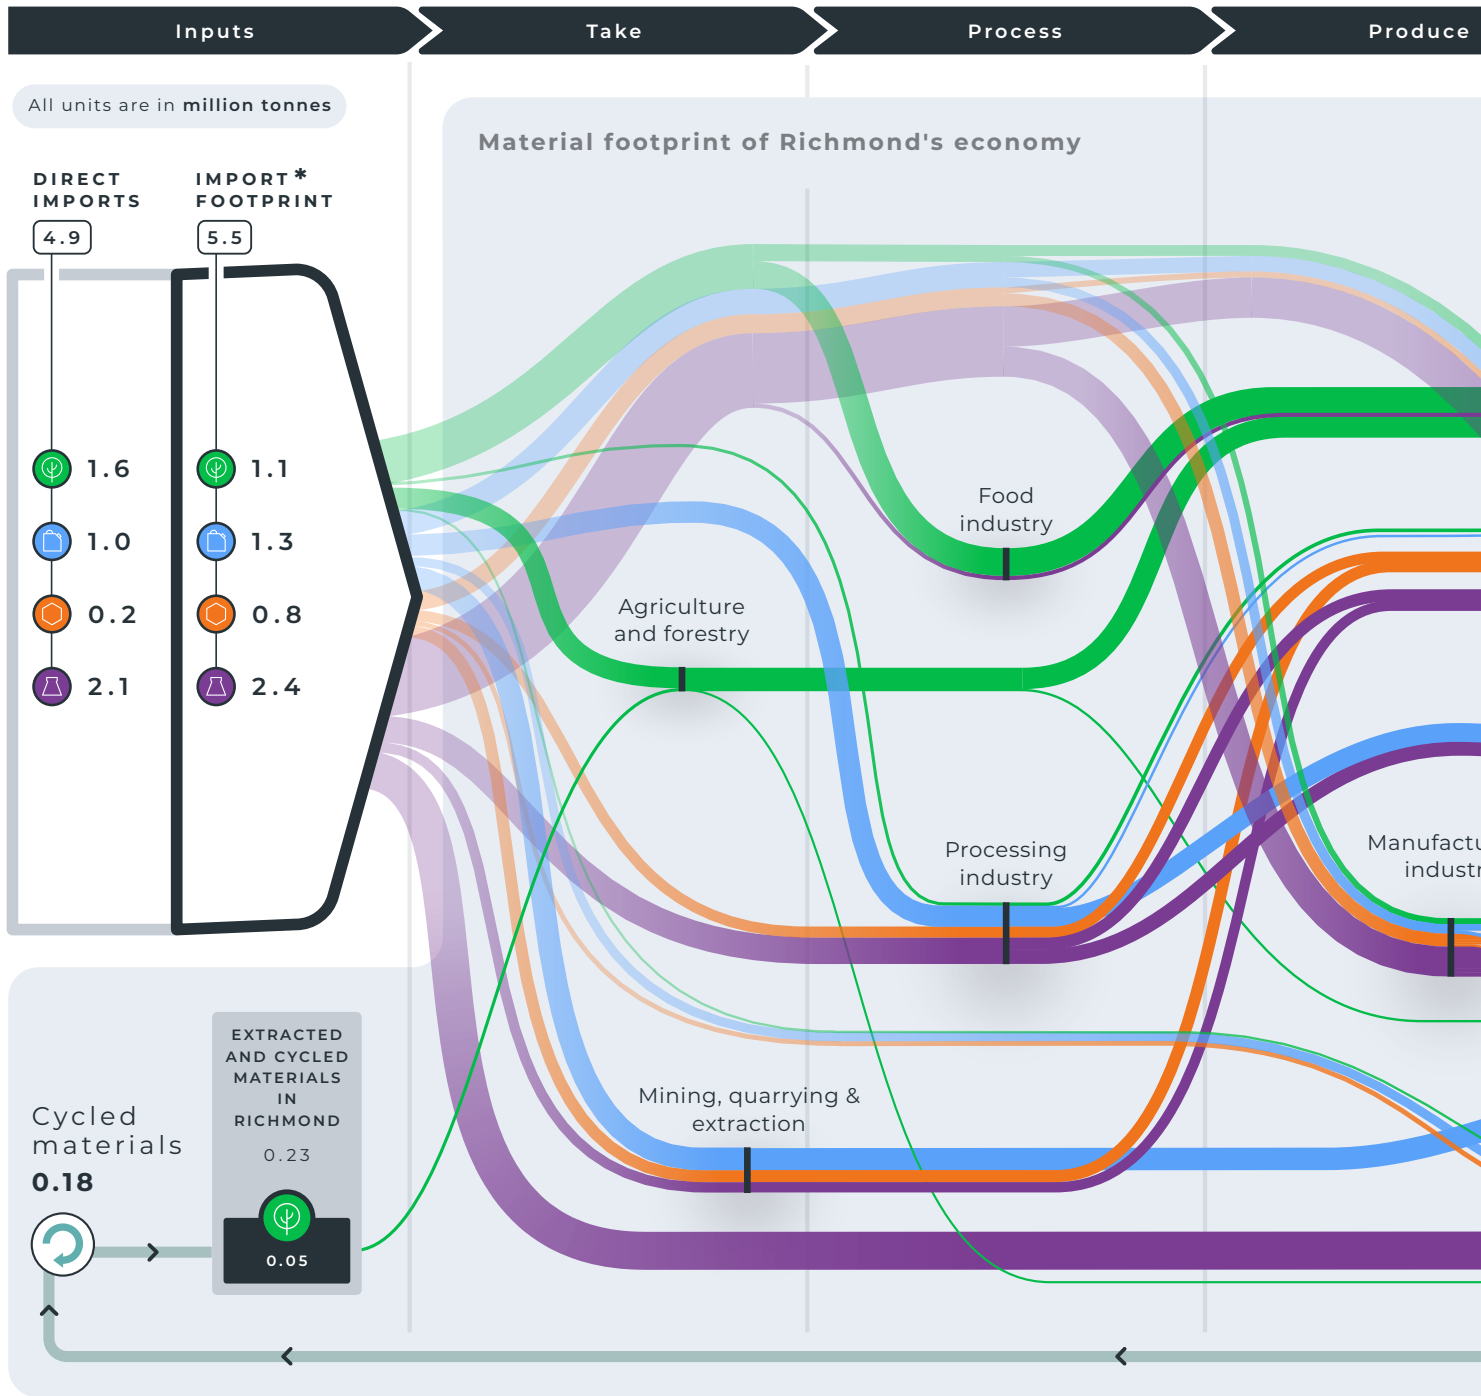 Inputs
Take
Process
Produce
All units are in million tonnes
Material footprint of Richmond's economy
DIRECT
IMPORTS
4.9
IMPORT*
FOOTPRINT
5.5
1.6
1.1
1.0
1.3
0.2
0.8
2.1
2.4
Food
industry
Agriculture
and forestry
Processing
industry
Mining, quarrying &
extraction
EXTRACTED
AND CYCLED
MATERIALS
IN
RICHMOND
0.23
0.05
Cycled
materials
0.18